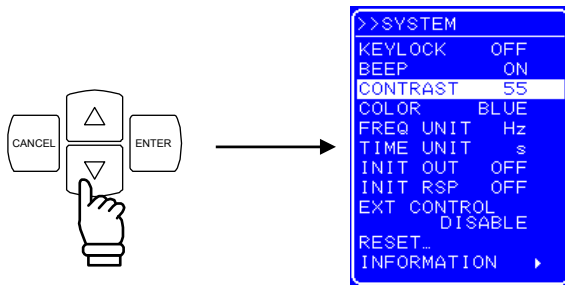 CANCEL
ENTER
>>SYSTEM
KEYLOCK OFF
BEEP ON
CONTRAST 55
COLOR BLUE
FREQ UNIT Hz
TIME UNIT s
INIT OUT OFF
INIT RSP OFF
EXT CONTROL
DISABLE
RESET…
INFORMATION